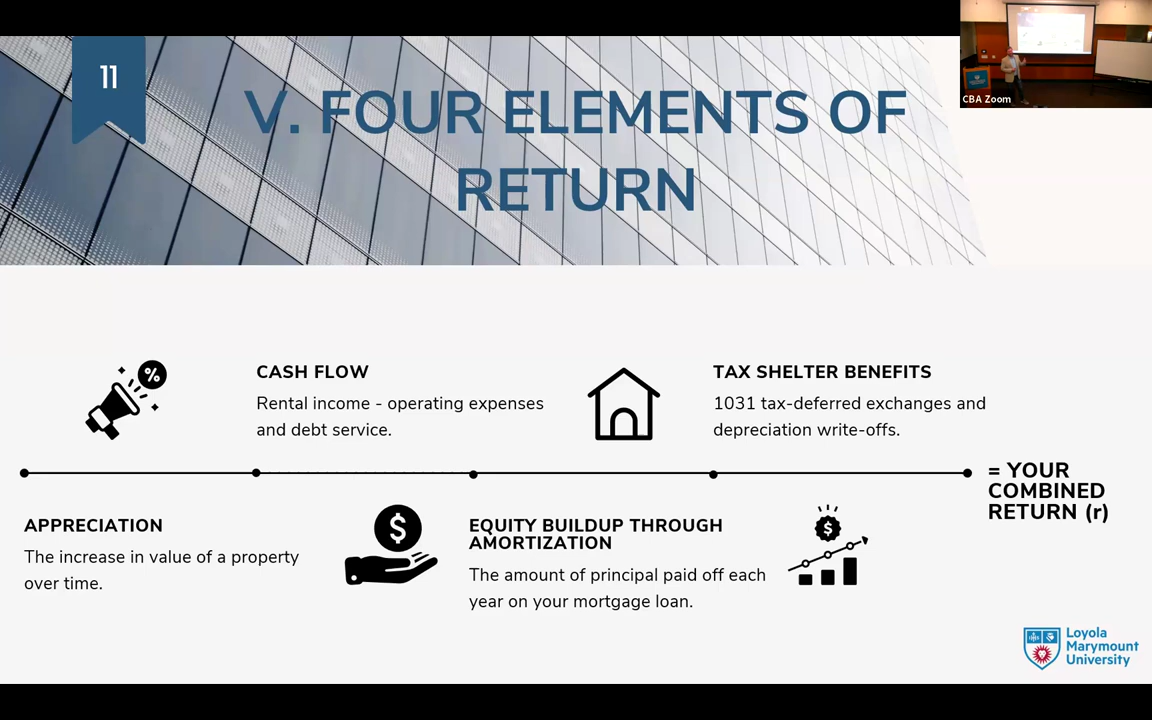 11
V. FOUR ELEMENTS OF
RETURN
CBA Zoom
%
CASH FLOW
Rental income - operating expenses
and debt service.
TAX SHELTER BENEFITS
1031 tax-deferred exchanges and
depreciation write-offs.
= YOUR
COMBINED
RETURN (r)
APPRECIATION
The increase in value of a property
over time.
$
EQUITY BUILDUP THROUGH
AMORTIZATION
The amount of principal paid off each
year on your mortgage loan.
$
Loyola
Marymount
University